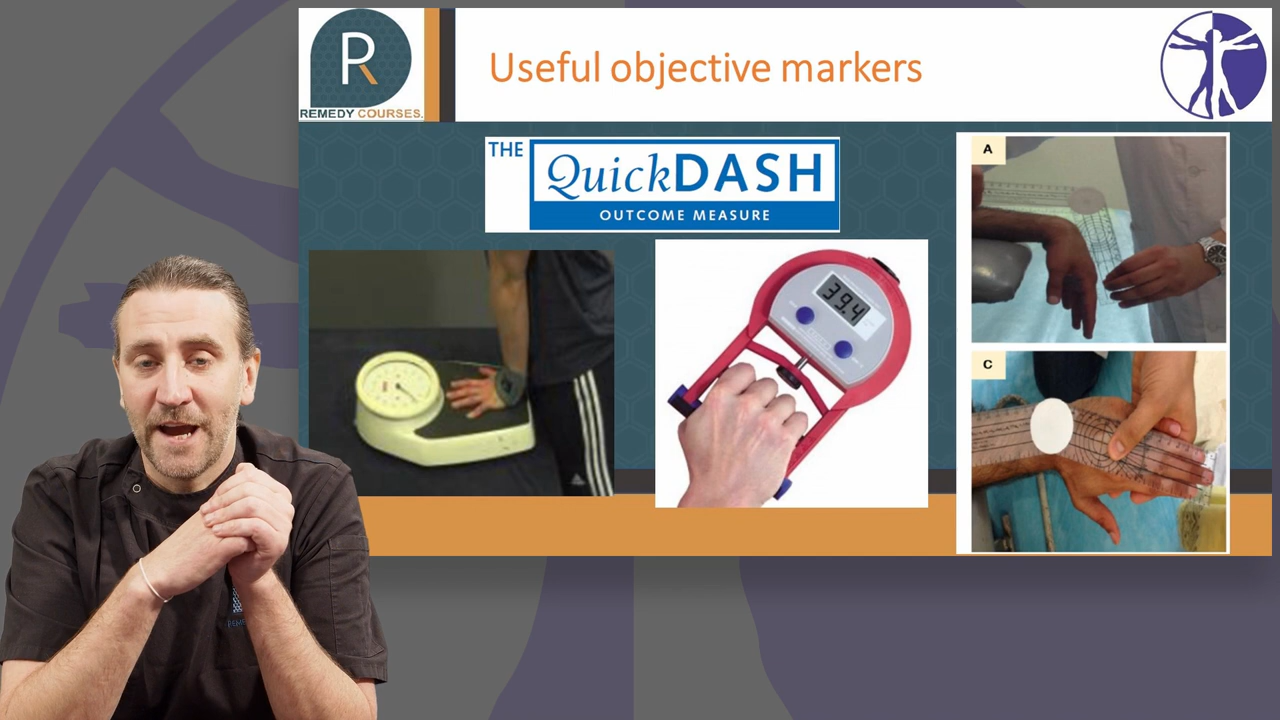 R
REMEDY COURSES.
Useful objective markers
THE
QuickDASH
OUTCOME MEASURE
A
39.4
C